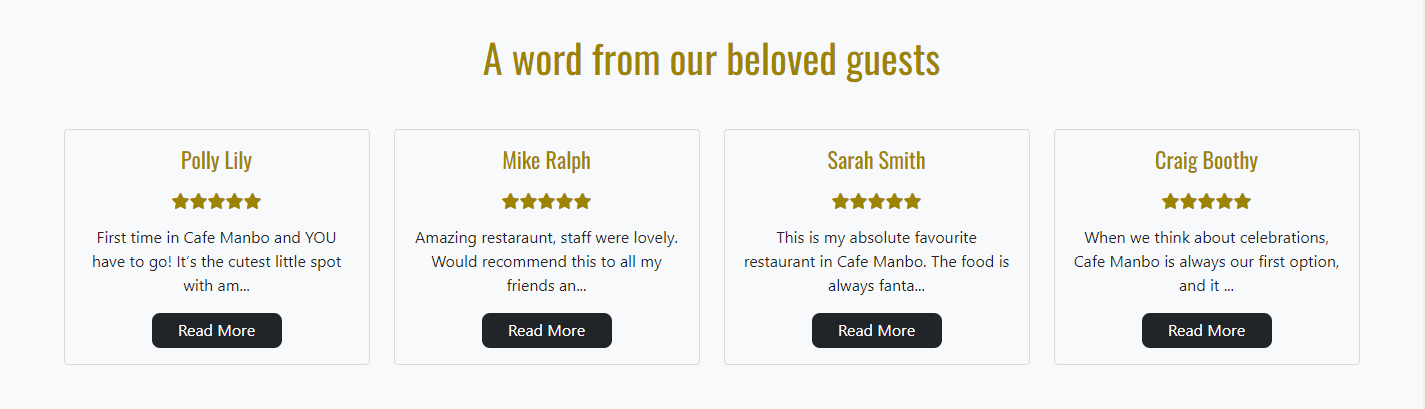 A word from our beloved guests
Polly Lily
First time in Cafe Manbo and YOU
have to go! It’s the cutest little spot
with am...
Read More
Mike Ralph
Amazing restaraunt, staff were lovely.
Would recommend this to all my
friends an...
Read More
Sarah Smith
This is my absolute favourite
restaurant in Cafe Manbo. The food is
always fanta...
Read More
Craig Boothy
When we think about celebrations,
Cafe Manbo is always our first option,
and it ...
Read More